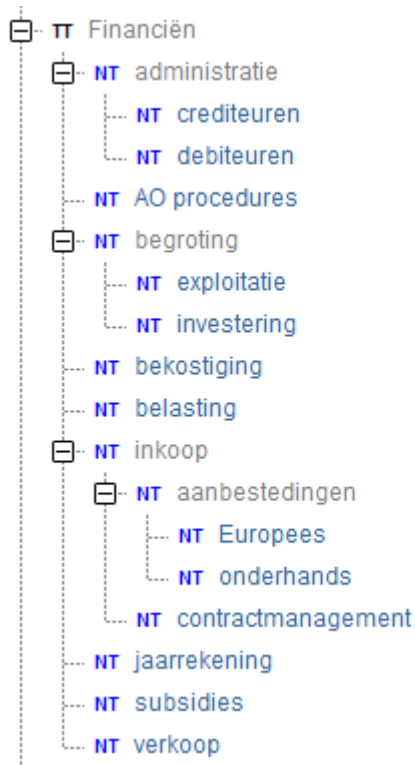 TT Financiën
NT administratie
NT crediteuren
NT debiteuren
NT AO procedures
NT begroting
NT exploitatie
NT investering
NT bekostiging
NT belasting
NT inkoop
NT aanbestedingen
NT Europees
NT onderhands
NT contractmanagement
NT jaarrekening
NT subsidies
NT verkoop